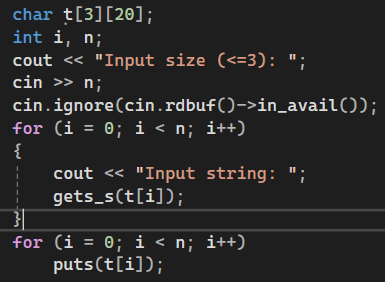 char t[3][20];
int i, n;
cout << "Input size (<=3): ";
cin >> n;
cin.ignore(cin.rdbuf()->in_avail());
for (i = 0; i < n; i++)
{
    cout << "Input string: ";
    gets_s(t[i]);
}
for (i = 0; i < n; i++)
    puts(t[i]);